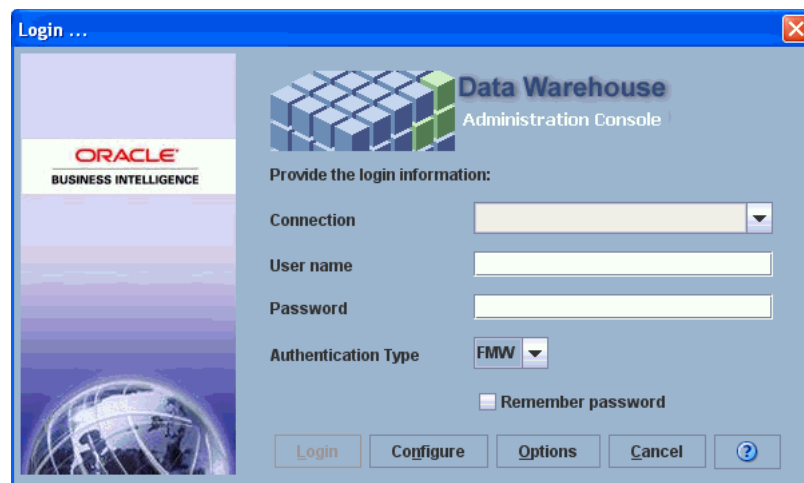 Login ...
ORACLE
BUSINESS INTELLIGENCE
Data Warehouse
Administration Console
Provide the login information:
Connection
User name
Password
Authentication Type FMW
Remember password
Login Configure Options Cancel ?